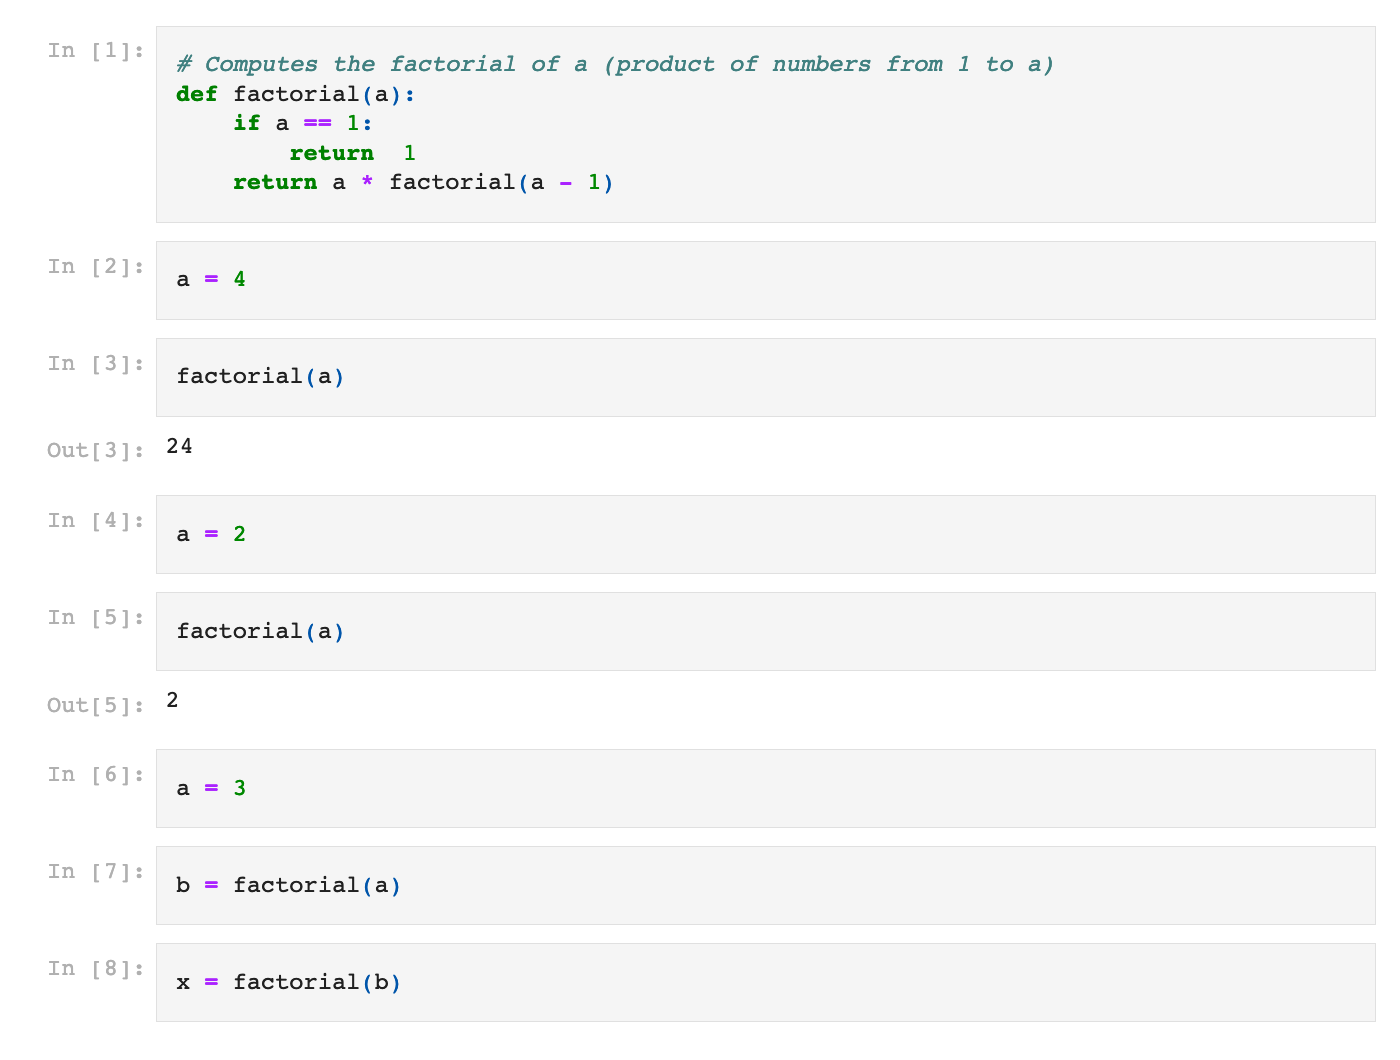 In [1]:
# Computes the factorial of a (product of numbers from 1 to a)
def factorial(a):
    if a == 1:
        return  1
    return a * factorial(a - 1)
In [2]:
a = 4
In [3]:
factorial(a)
Out[3]:
24
In [4]:
a = 2
In [5]:
factorial(a)
Out[5]:
2
In [6]:
a = 3
In [7]:
b = factorial(a)
In [8]:
x = factorial(b)